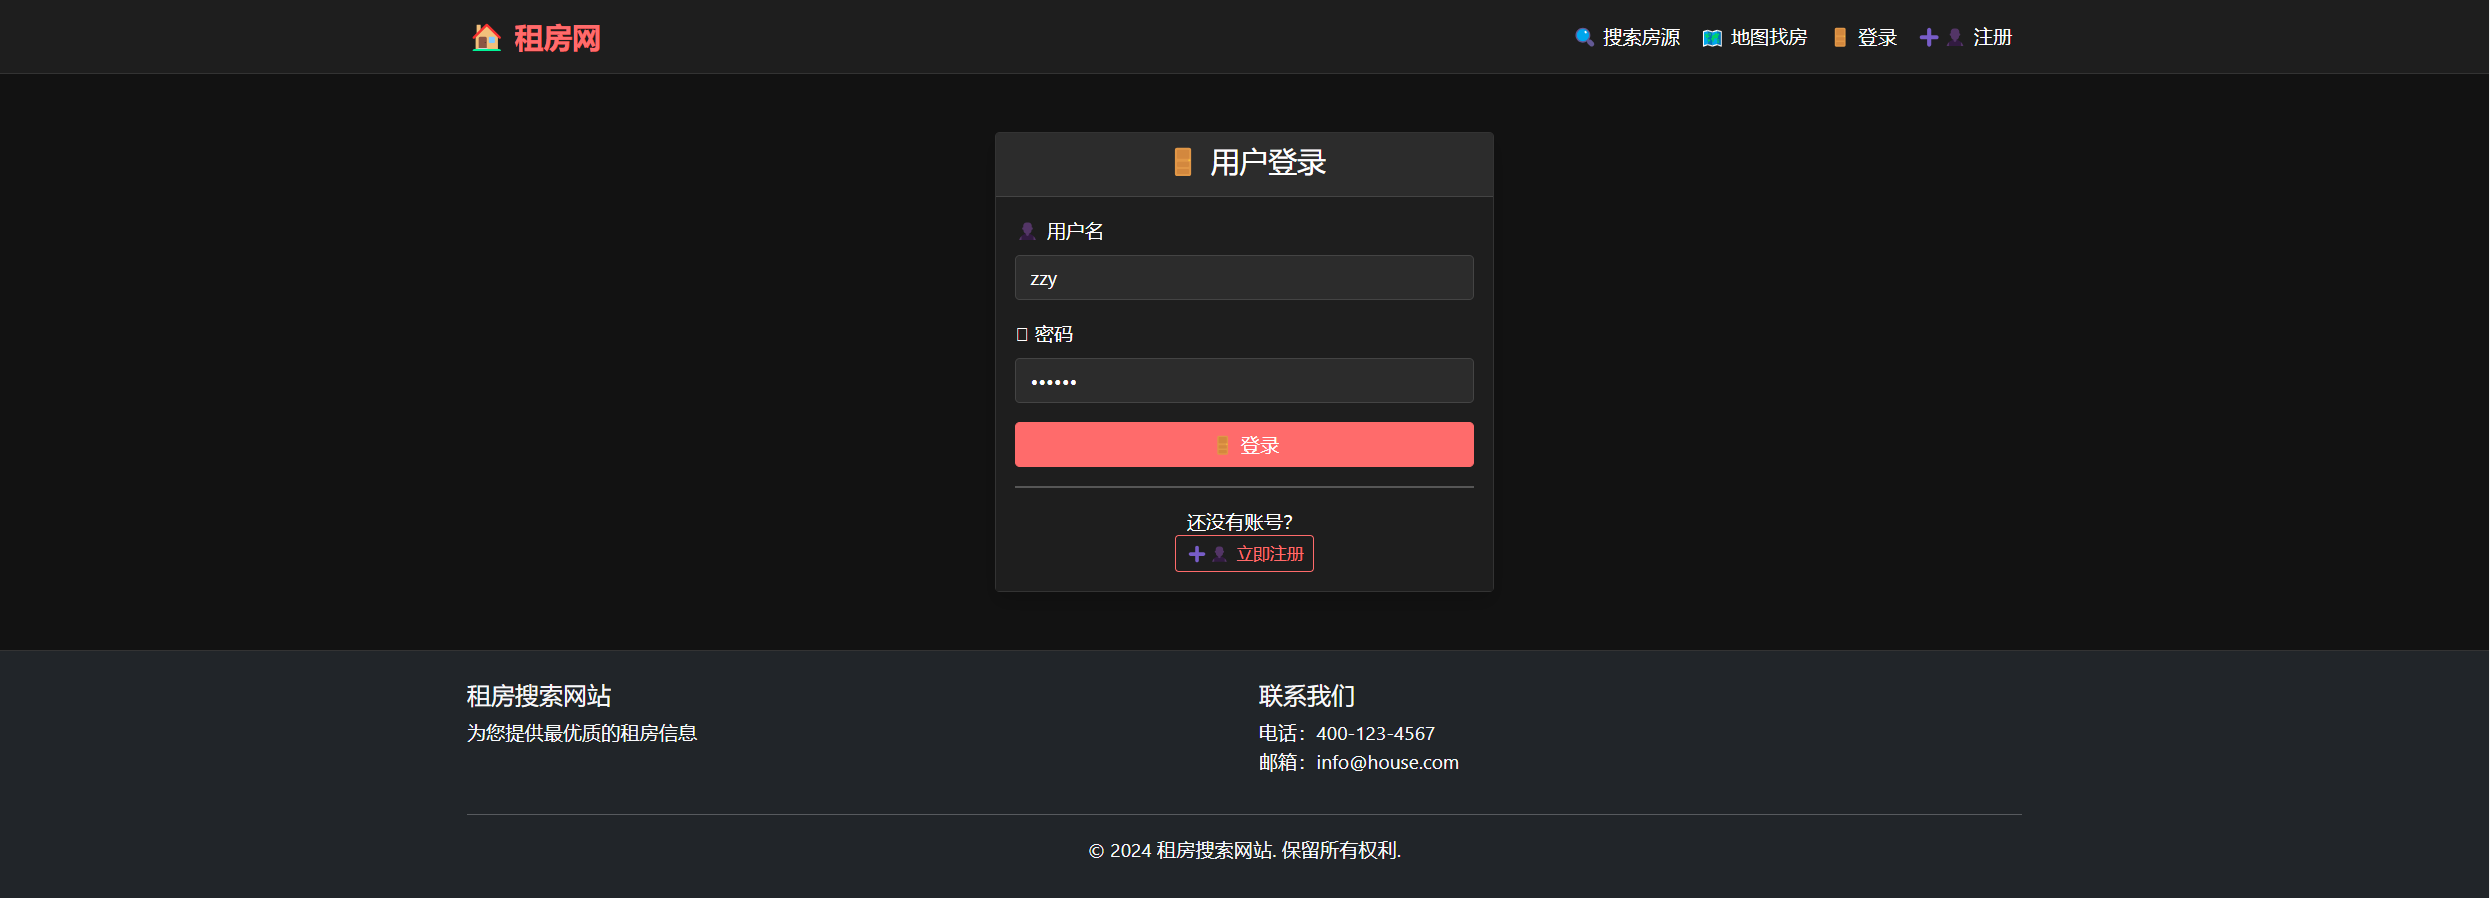 租房网
搜索房源 地图找房 登录 注册
用户登录
用户名
zzy
密码
••••••
登录
还没有账号？
立即注册
租房搜索网站
为您提供最优质的租房信息
联系我们
电话：400-123-4567
邮箱：info@house.com
© 2024 租房搜索网站. 保留所有权利.